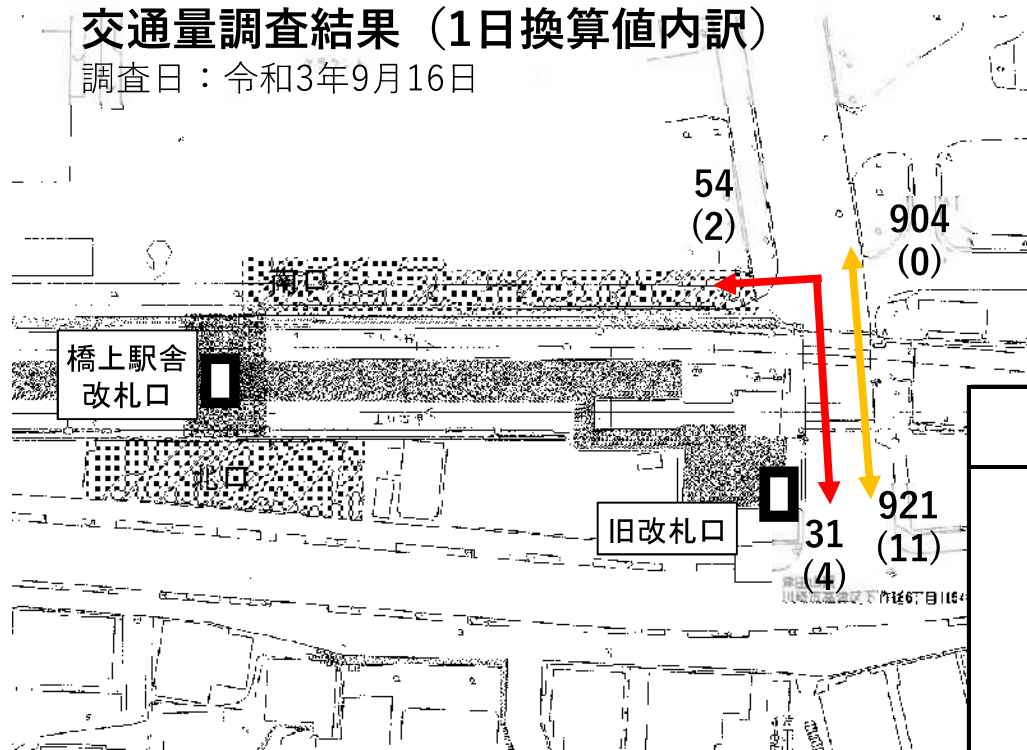 交通量調査結果（1日換算値内訳）
調査日：令和3年9月16日
54
(2)
904
(0)
南口
橋上駅舎
改札口
北口
旧改札口
31
(4)
921
(11)